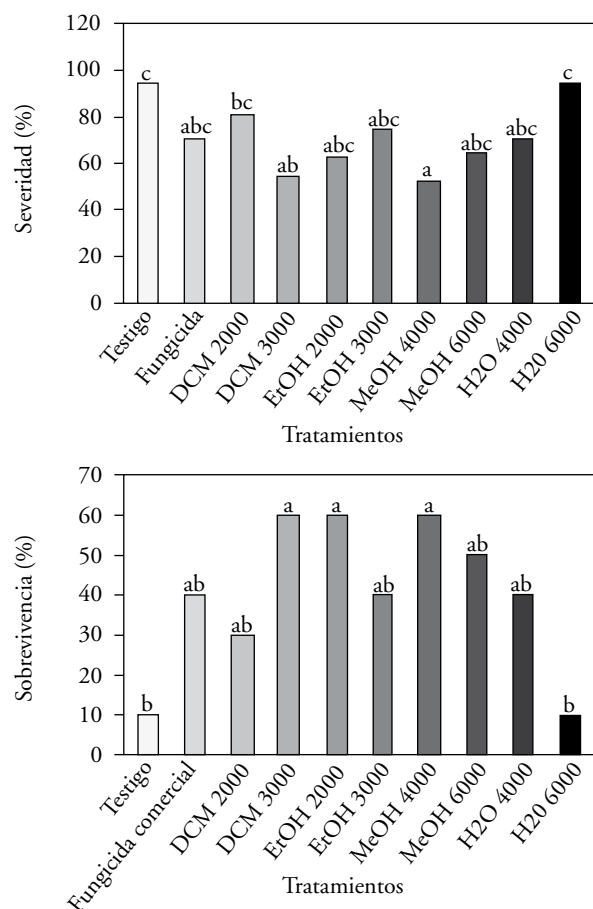 120
100
80
60
40
20
0
Severidad (%)
c
abc
bc
ab
abc
abc
a
abc
abc
c
Testigo
Fungicida
DCM 2000
DCM 3000
EtOH 2000
EtOH 3000
MeOH 4000
MeOH 6000
H2O 4000
H20 6000
Tratamientos
70
60
50
40
30
20
10
0
Sobrevivencia (%)
b
ab
ab
a
a
ab
a
ab
ab
b
Testigo
Fungicida comercial
DCM 2000
DCM 3000
EtOH 2000
EtOH 3000
MeOH 4000
MeOH 6000
H2O 4000
H20 6000
Tratamientos